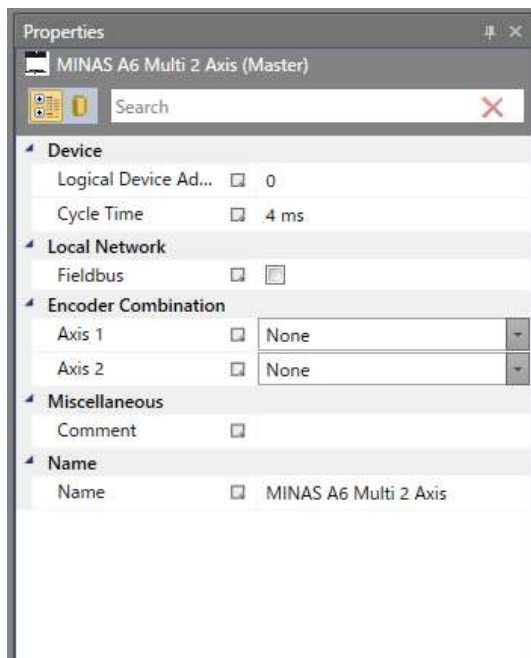 Properties
MINAS A6 Multi 2 Axis (Master)
Search
Device
Logical Device Ad... 0
Cycle Time 4 ms
Local Network
Fieldbus
Encoder Combination
Axis 1 None
Axis 2 None
Miscellaneous
Comment
Name
Name MINAS A6 Multi 2 Axis